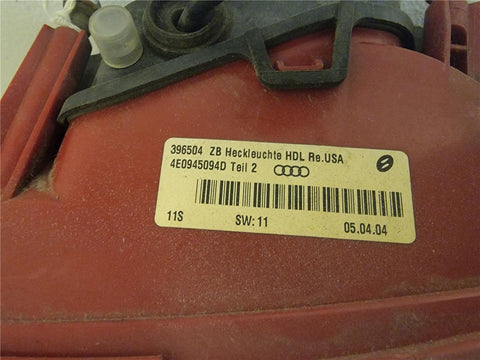 396504 ZB Heckleuchte HDL Re.USA
4E0945094D Teil 2
11S SW: 11 05.04.04